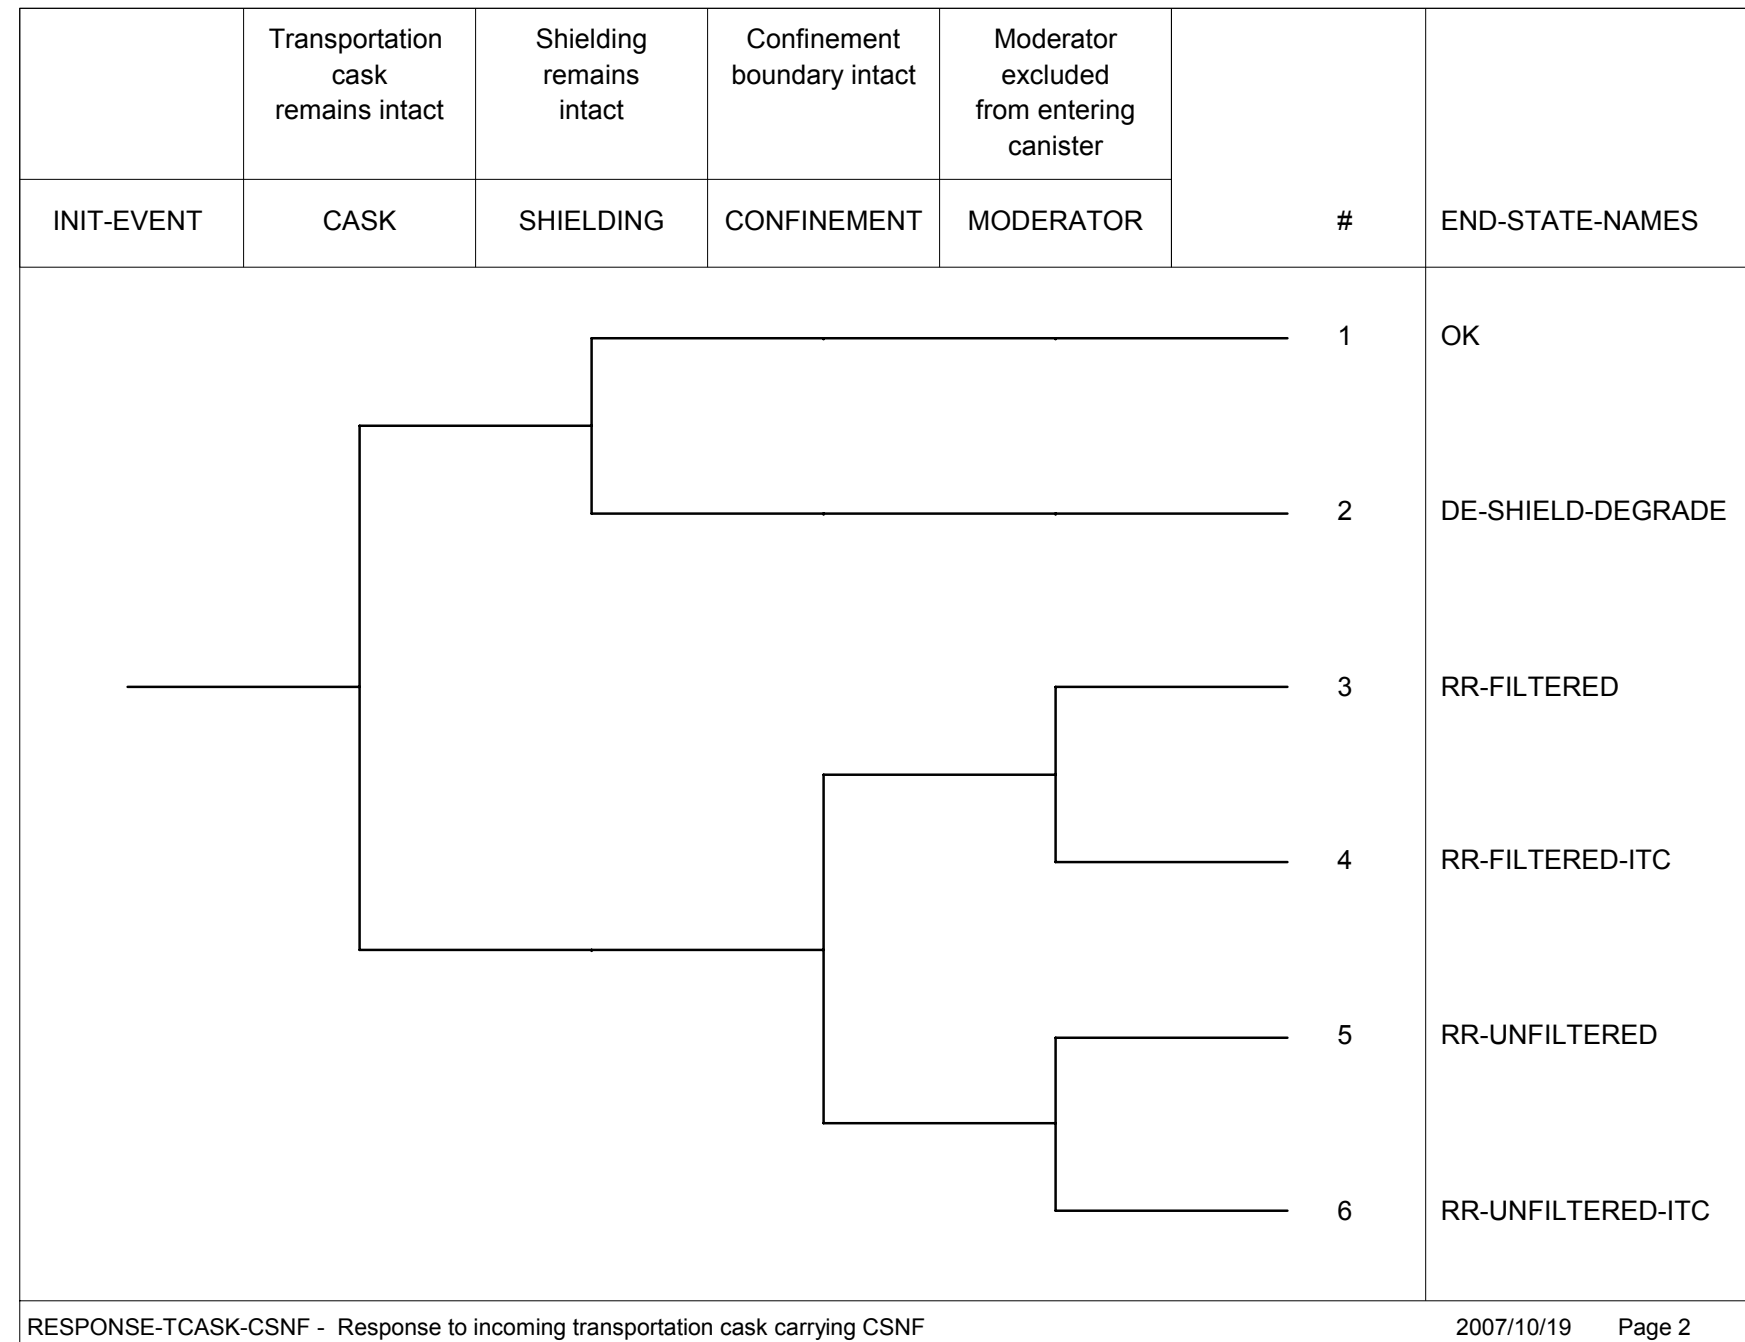 Transportation
cask
remains intact
Shielding
remains
intact
Confinement
boundary intact
Moderator
excluded
from entering
canister
INIT-EVENT
CASK
SHIELDING
CONFINEMENT
MODERATOR
#
END-STATE-NAMES
1 OK
2 DE-SHIELD-DEGRADE
3 RR-FILTERED
4 RR-FILTERED-ITC
5 RR-UNFILTERED
6 RR-UNFILTERED-ITC
RESPONSE-TCASK-CSNF - Response to incoming transportation cask carrying CSNF
2007/10/19 Page 2